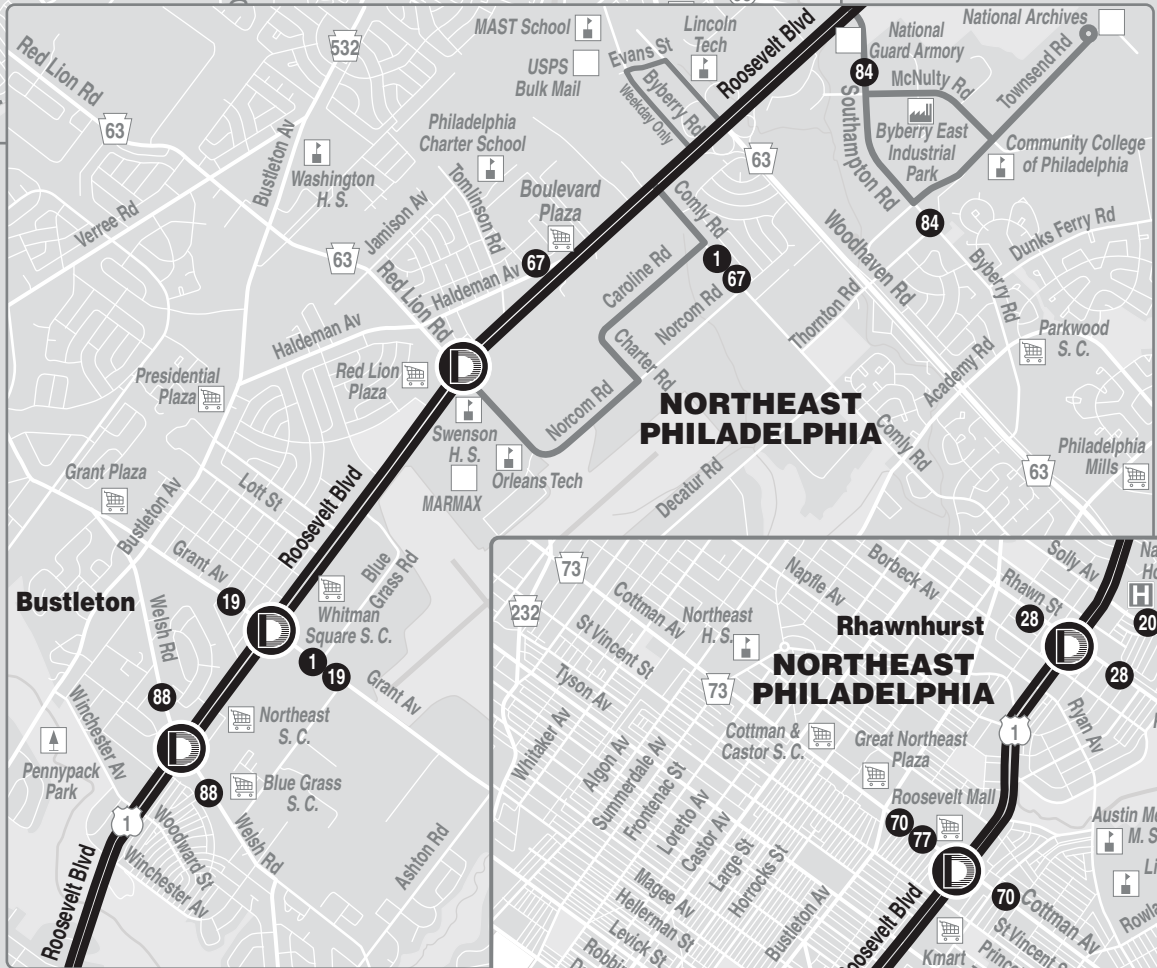 MAST School
USPS
Bulk Mail
Evans St
Lincoln
Tech
Byberry Rd
Weekday Only
Roosevelt Blvd
National
Guard Armory
National Archives
84
McNulty Rd
Townsend Rd
Southampton Rd
Byberry East
Industrial
Park
Community College
of Philadelphia
84
Red Lion Rd
532
63
Bustleton Av
Washington
H. S.
Philadelphia
Charter School
Tomlinson Rd
Jamison Av
Boulevard
Plaza
Verree Rd
63
Red Lion Rd
67
Haldeman Av
Haldeman Av
63
Comly Rd
1
67
Caroline Rd
Norcom Rd
Charter Rd
Norcom Rd
Thornton Rd
Woodhaven Rd
Byberry Rd
Dunks Ferry Rd
Academy Rd
Parkwood
S. C.
Comly Rd
63
Philadelphia
Mills
NORTHEAST
PHILADELPHIA
Decatur Rd
Presidential
Plaza
Red Lion
Plaza
D
Swenson
H. S.
Orleans Tech
MARMAX
Grant Plaza
Bustleton Av
Lott St
Roosevelt Blvd
Grant Av
Blue
Grass Rd
Bustleton
19
D
Whitman
Square S. C.
1
19
Grant Av
Welsh Rd
88
Winchester Av
D
Northeast
S. C.
Pennypack
Park
88
Blue Grass
S. C.
1
Woodward St
Winchester Av
Welsh Rd
Ashton Rd
Roosevelt Blvd
73
232
Cottman Av
St Vincent St
Tyson Av
Northeast
H. S.
Napfle Av
Borbeck Av
Solly Av
Rhawn St
Rhawnhurst
28
D
28
H
20
NORTHEAST
PHILADELPHIA
73
Whitaker Av
Algon Av
Summerdale Av
Frontenac St
Loretto Av
Castor Av
Large St
Horrocks St
Cottman &
Castor S. C.
Great Northeast
Plaza
1
Ryan Av
Roosevelt Mall
70
77
D
70
Cottman Av
Magee Av
Hellerman St
Levick St
Bustleton Av
Roosevelt Blvd
St Vincent S
Kmart
Austin Me
M. S